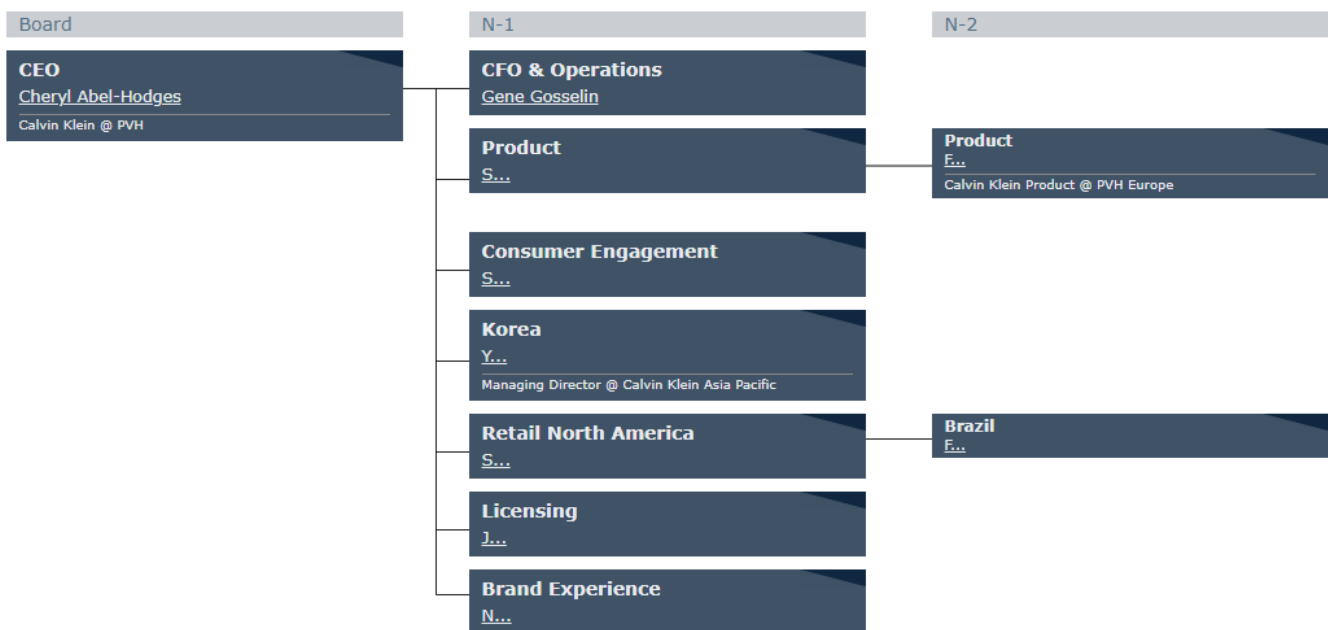 Board
N-1
N-2
CEO
Cheryl Abel-Hodges
Calvin Klein @ PVH
CFO & Operations
Gene Gosselin
Product
S...
Product
F...
Calvin Klein Product @ PVH Europe
Consumer Engagement
S...
Korea
Y...
Managing Director @ Calvin Klein Asia Pacific
Retail North America
S...
Brazil
F...
Licensing
J...
Brand Experience
N...